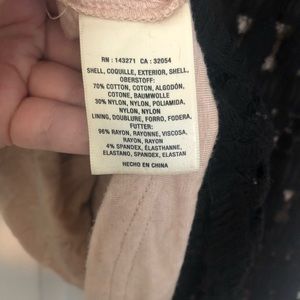 RN : 143271 CA : 32054
SHELL, COQUILLE, EXTERIOR, SHELL,
OBERSTOFF:
70% COTTON, COTON, ALGODÓN,
COTONE, BAUMWOLLE
30% NYLON, NYLON, POLIAMIDA,
NYLON, NYLON
LINING, DOUBLURE, FORRO, FODERA,
FUTTER:
96% RAYON, RAYONNE, VISCOSA,
RAYON, RAYON
4% SPANDEX, ÉLASTHANNE,
ELASTANO, SPANDEX, ELASTAN
HECHO EN CHINA